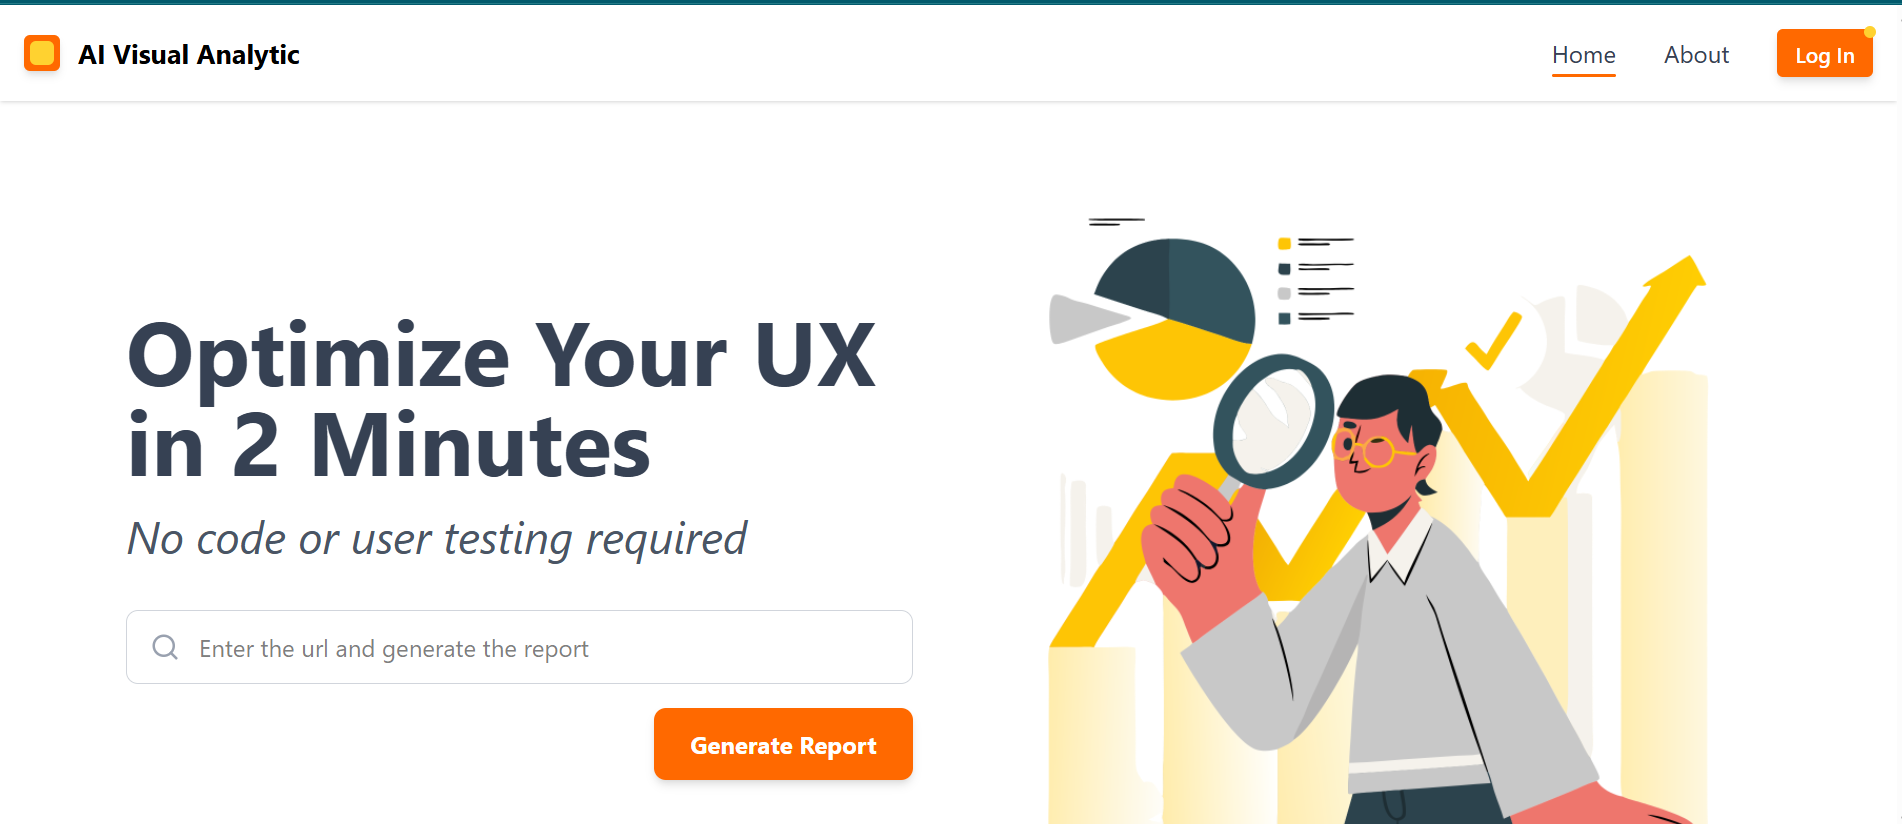 AI Visual Analytic
Home
About
Log In
Optimize Your UX
in 2 Minutes
No code or user testing required
Enter the url and generate the report
Generate Report